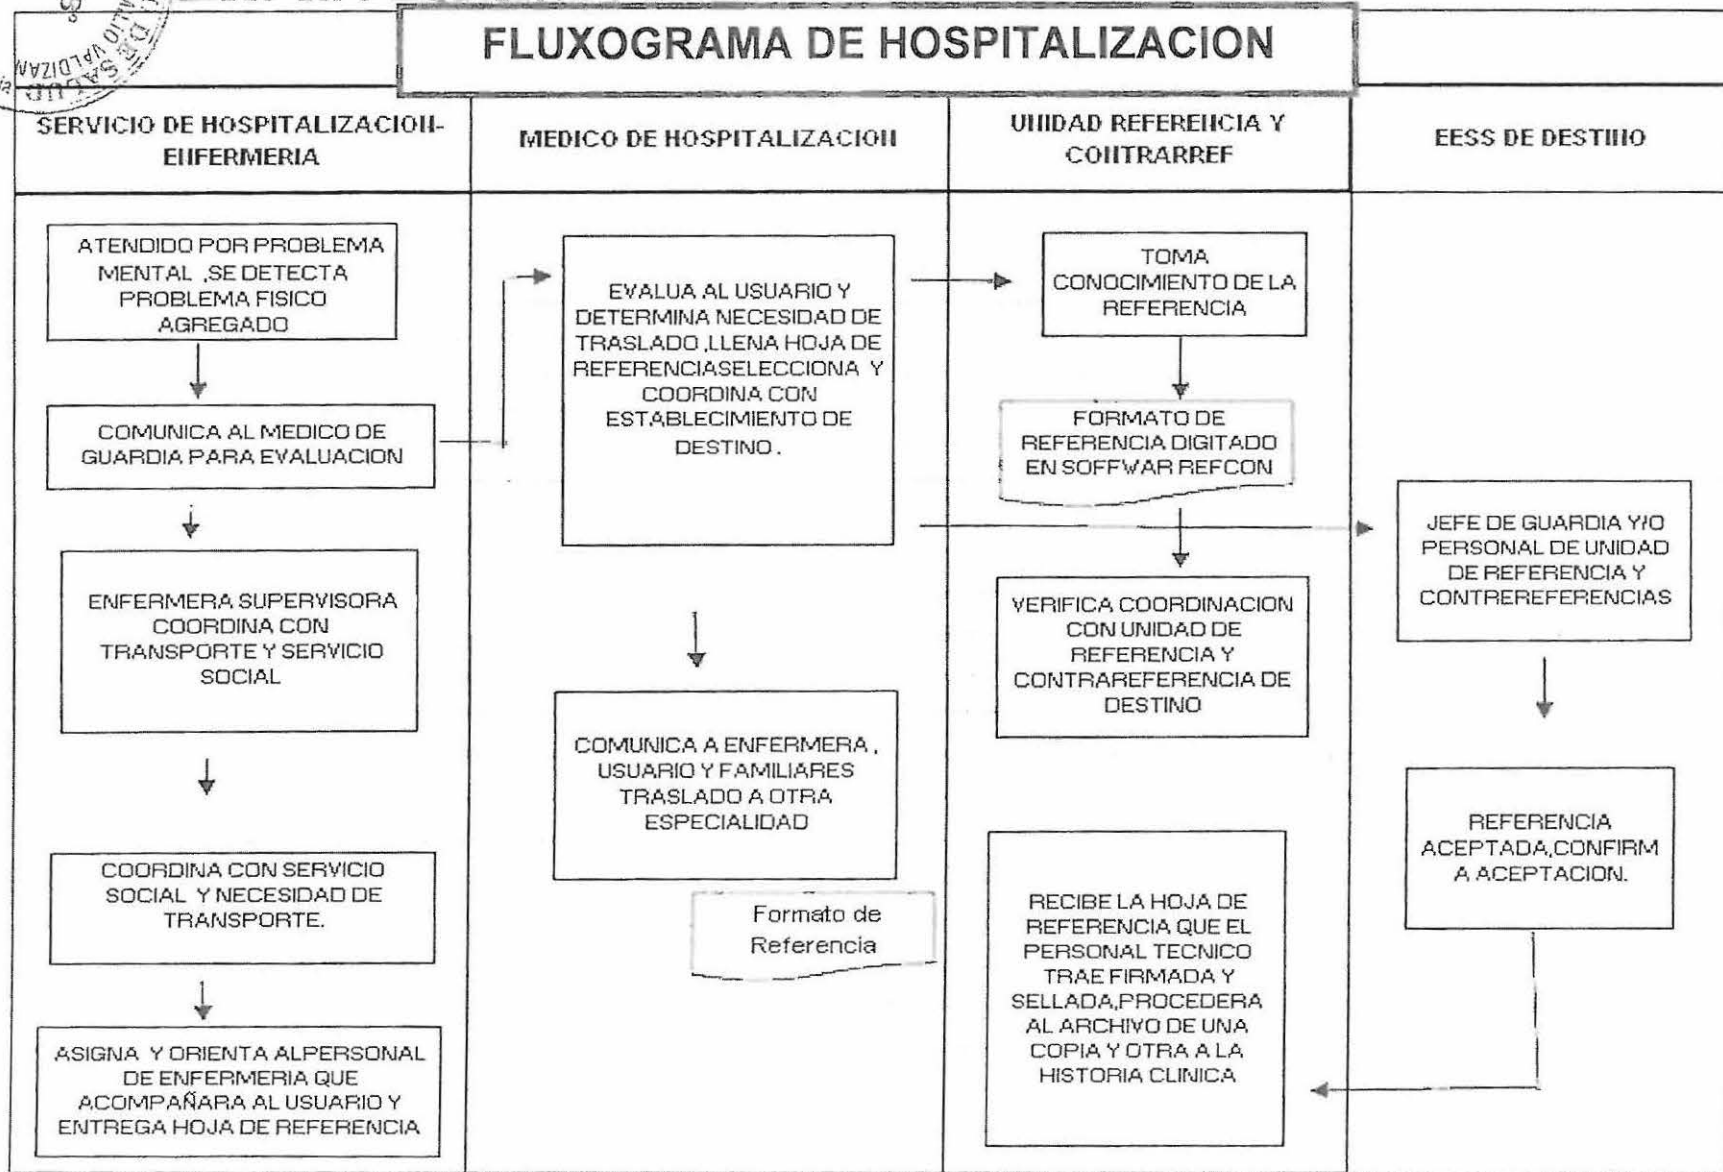 FLUXOGRAMA DE HOSPITALIZACION
SERVICIO DE HOSPITALIZACION-
ENFERMERIA
MEDICO DE HOSPITALIZACION
UNIDAD REFERENCIA Y
CONTRARREF
EESS DE DESTINO
ATENDIDO POR PROBLEMA
MENTAL ,SE DETECTA
PROBLEMA FISICO
AGREGADO
COMUNICA AL MEDICO DE
GUARDIA PARA EVALUACION
ENFERMERA SUPERVISORA
COORDINA CON
TRANSPORTE Y SERVICIO
SOCIAL
COORDINA CON SERVICIO
SOCIAL Y NECESIDAD DE
TRANSPORTE.
ASIGNA Y ORIENTA ALPERSONAL
DE ENFERMERIA QUE
ACOMPAÑARA AL USUARIO Y
ENTREGA HOJA DE REFERENCIA
EVALUA AL USUARIO Y
DETERMINA NECESIDAD DE
TRASLADO ,LLENA HOJA DE
REFERENCIASELECCIONA Y
COORDINA CON
ESTABLECIMIENTO DE
DESTINO .
COMUNICA A ENFERMERA ,
USUARIO Y FAMILIARES
TRASLADO A OTRA
ESPECIALIDAD
Formato de
Referencia
TOMA
CONOCIMIENTO DE LA
REFERENCIA
FORMATO DE
REFERENCIA DIGITADO
EN SOFFWAR REFCON
VERIFICA COORDINACION
CON UNIDAD DE
REFERENCIA Y
CONTRAREFERENCIA DE
DESTINO
RECIBE LA HOJA DE
REFERENCIA QUE EL
PERSONAL TECNICO
TRAE FIRMADA Y
SELLADA,PROCEDERA
AL ARCHIVO DE UNA
COPIA Y OTRA A LA
HISTORIA CLINICA
JEFE DE GUARDIA Y/O
PERSONAL DE UNIDAD
DE REFERENCIA Y
CONTREREFERENCIAS
REFERENCIA
ACEPTADA,CONFIRM
A ACEPTACION.
DE SALUD
VALDIZAN